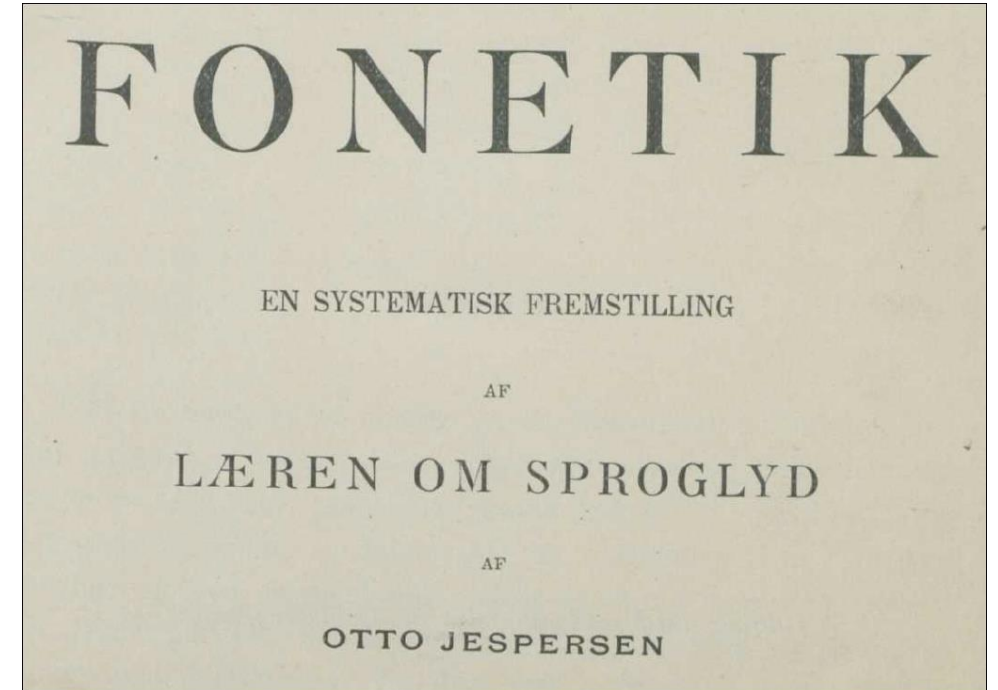 FONETIK
EN SYSTEMATISK FREMSTILLING
AF
LÆREN OM SPROGLYD
AF
OTTO JESPERSEN